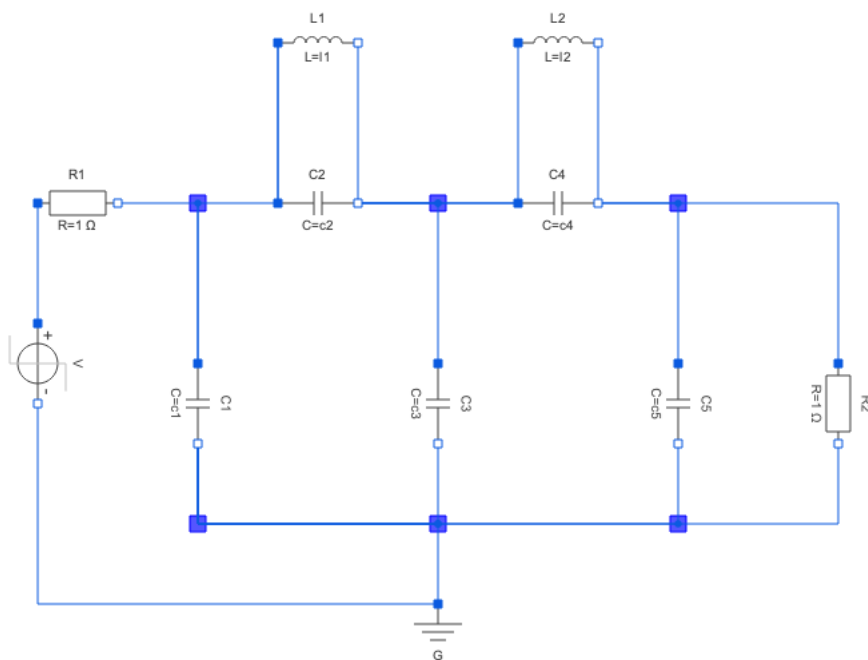 L1
L=l1
L2
L=l2
R1
R=1 Ω
C2
C=c2
C4
C=c4
+
-
V
C1
C=c1
C3
C=c3
C5
C=c5
R2
R=1 Ω
G